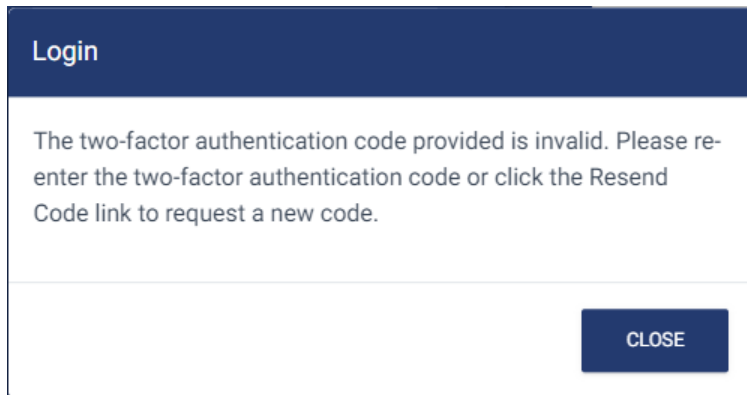 Login
The two-factor authentication code provided is invalid. Please re-
enter the two-factor authentication code or click the Resend
Code link to request a new code.
CLOSE